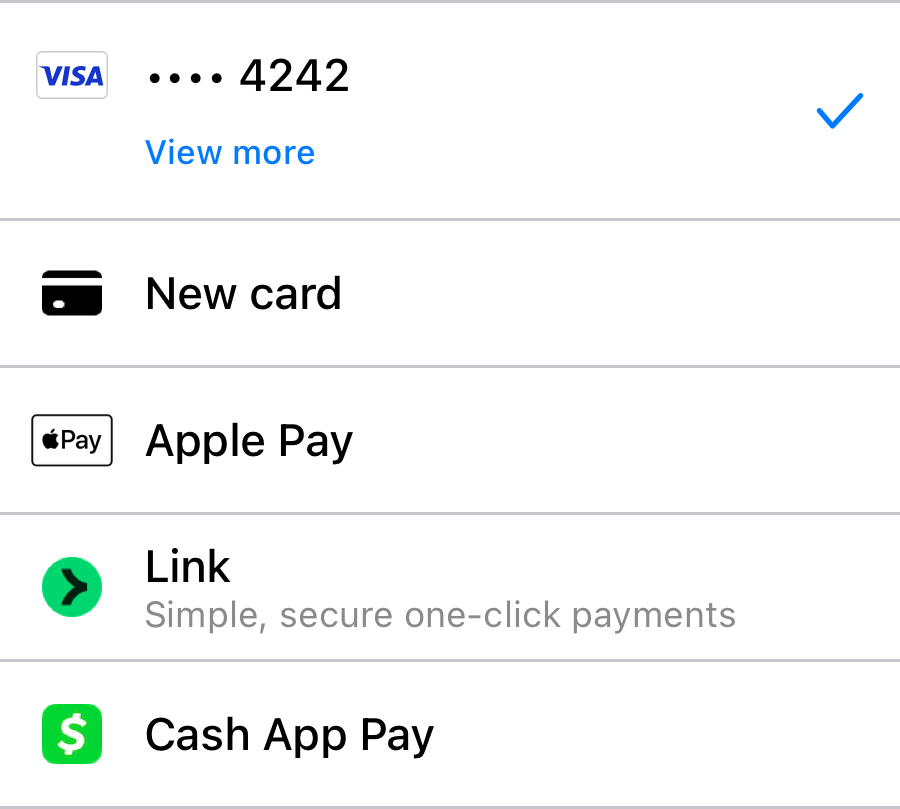 VISA
•••• 4242
View more
New card
Pay
Apple Pay
Link
Simple, secure one-click payments
$
Cash App Pay